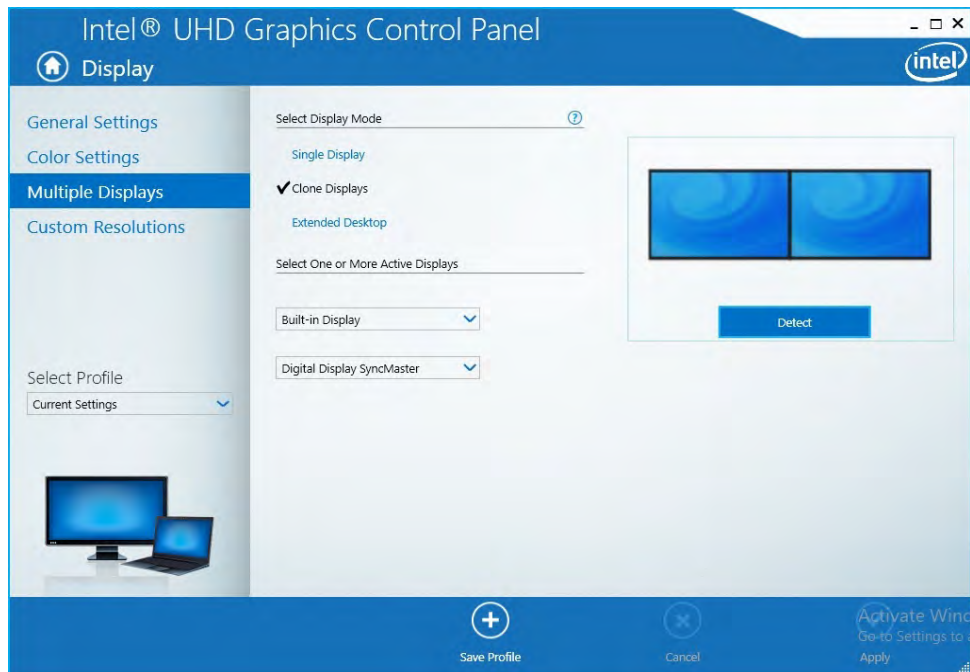 Intel® UHD Graphics Control Panel
Display
intel
General Settings
Color Settings
Multiple Displays
Custom Resolutions
Select Profile
Current Settings
Select Display Mode
?
Single Display
Clone Displays
Extended Desktop
Select One or More Active Displays
Built-in Display
Digital Display SyncMaster
Detect
Save Profile
Cancel
Apply
Activate Wind
Go to Settings to